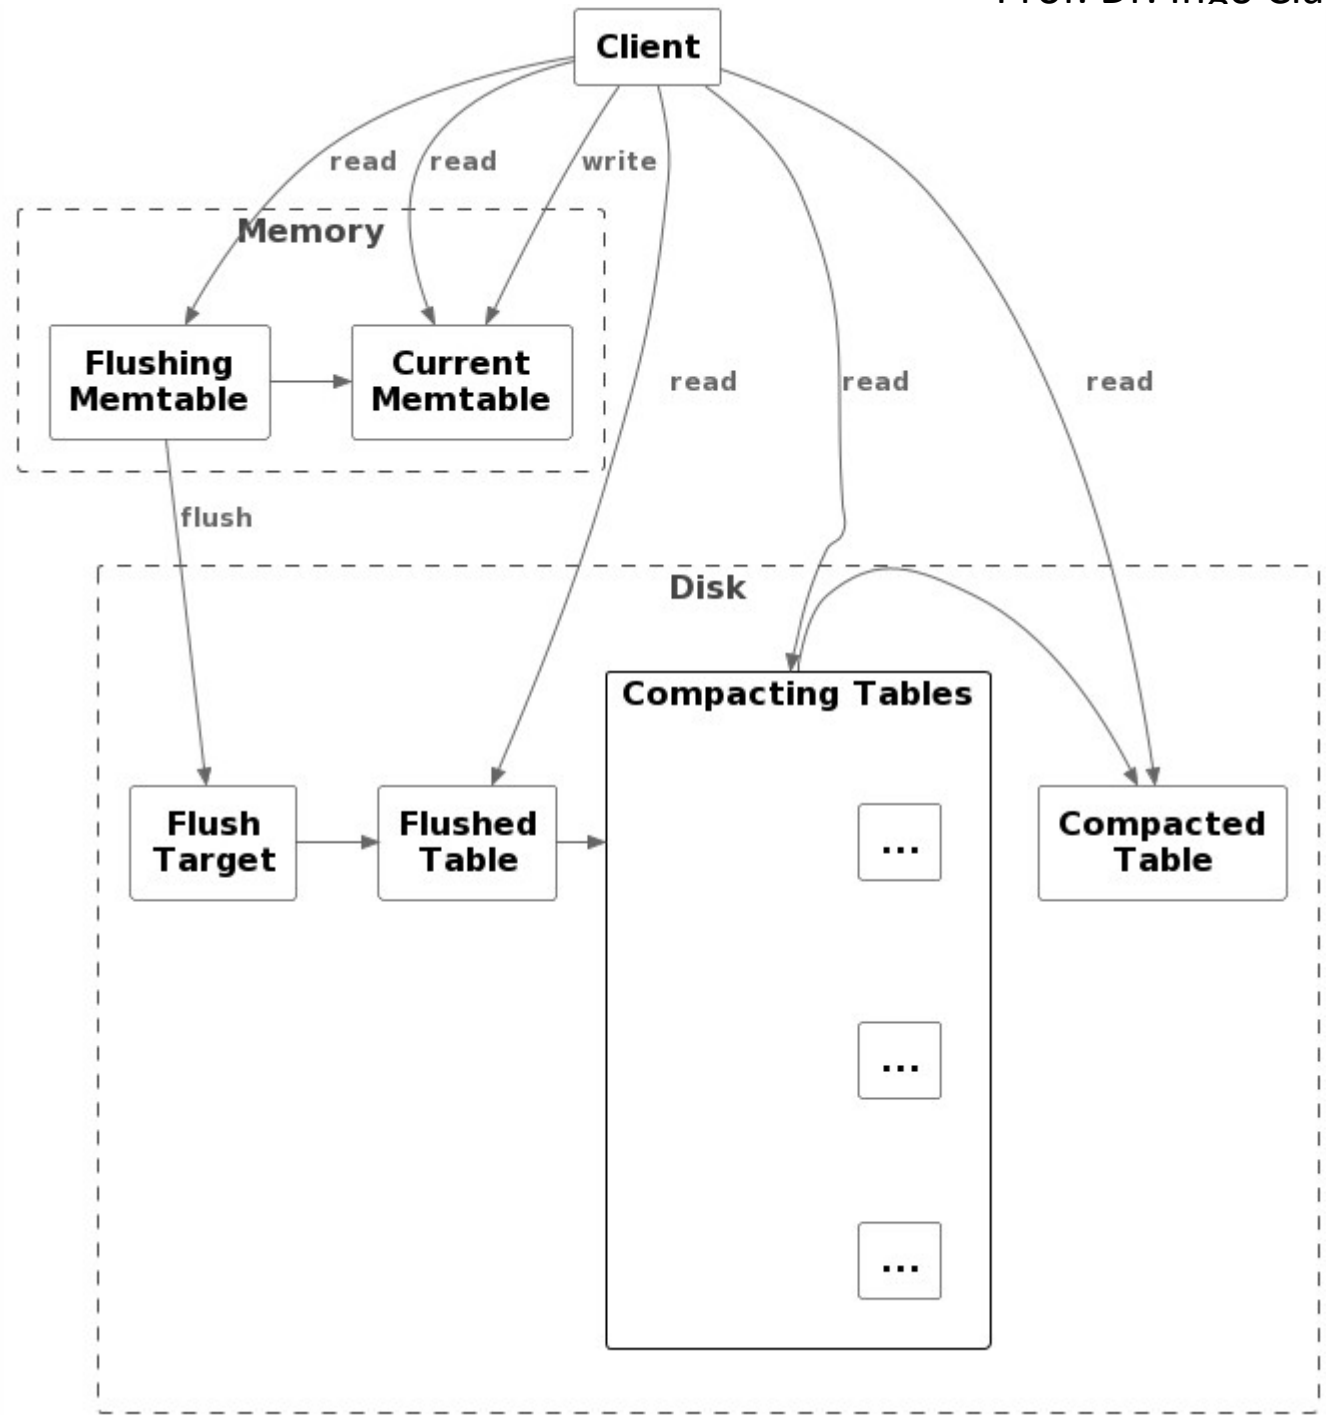 Client
read
read
write
Memory
Flushing
Memtable
Current
Memtable
read
read
read
flush
Disk
Compacting Tables
Flush
Target
Flushed
Table
...
Compacted
Table
...
...